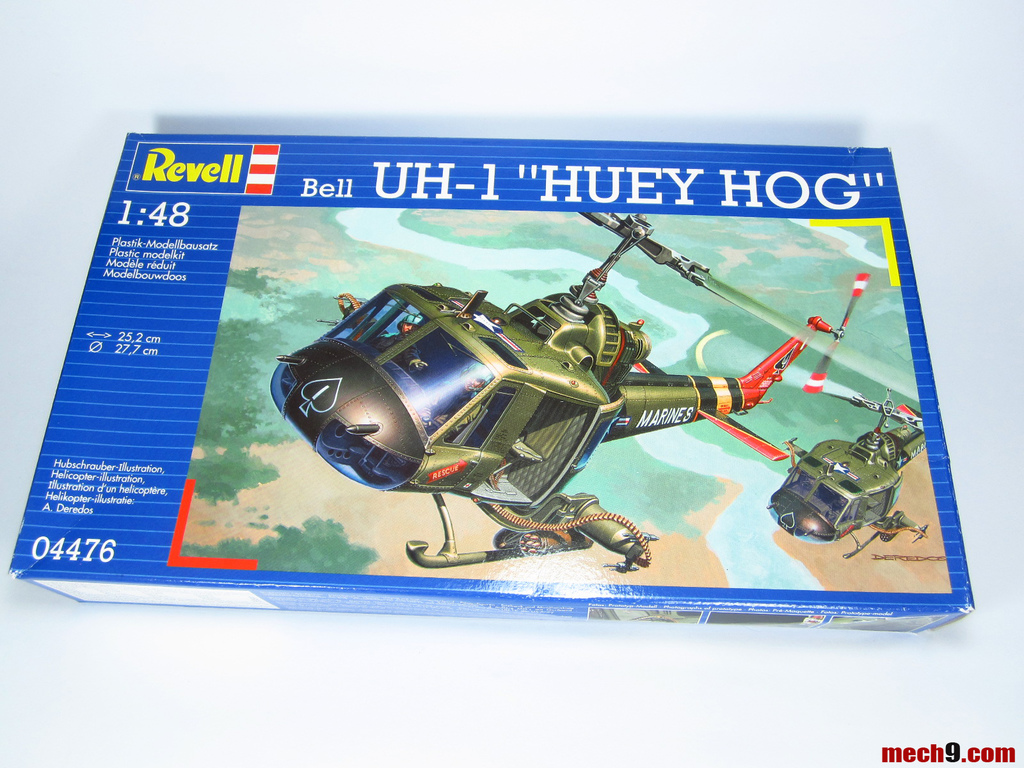 Revell
Bell UH-1 "HUEY HOG"
1:48
Plastik-Modellbausatz
Plastic modelkit
Modèle réduit
Modelbouwdoos
25,2 cm
Ø 27,7 cm
MARINES
RESCUE
Hubschrauber-Illustration,
Helicopter-illustration,
Illustration d'un helicoptère,
Helikopter-illustratie:
A. Deredos
04476
DEREDOS
mech9.com